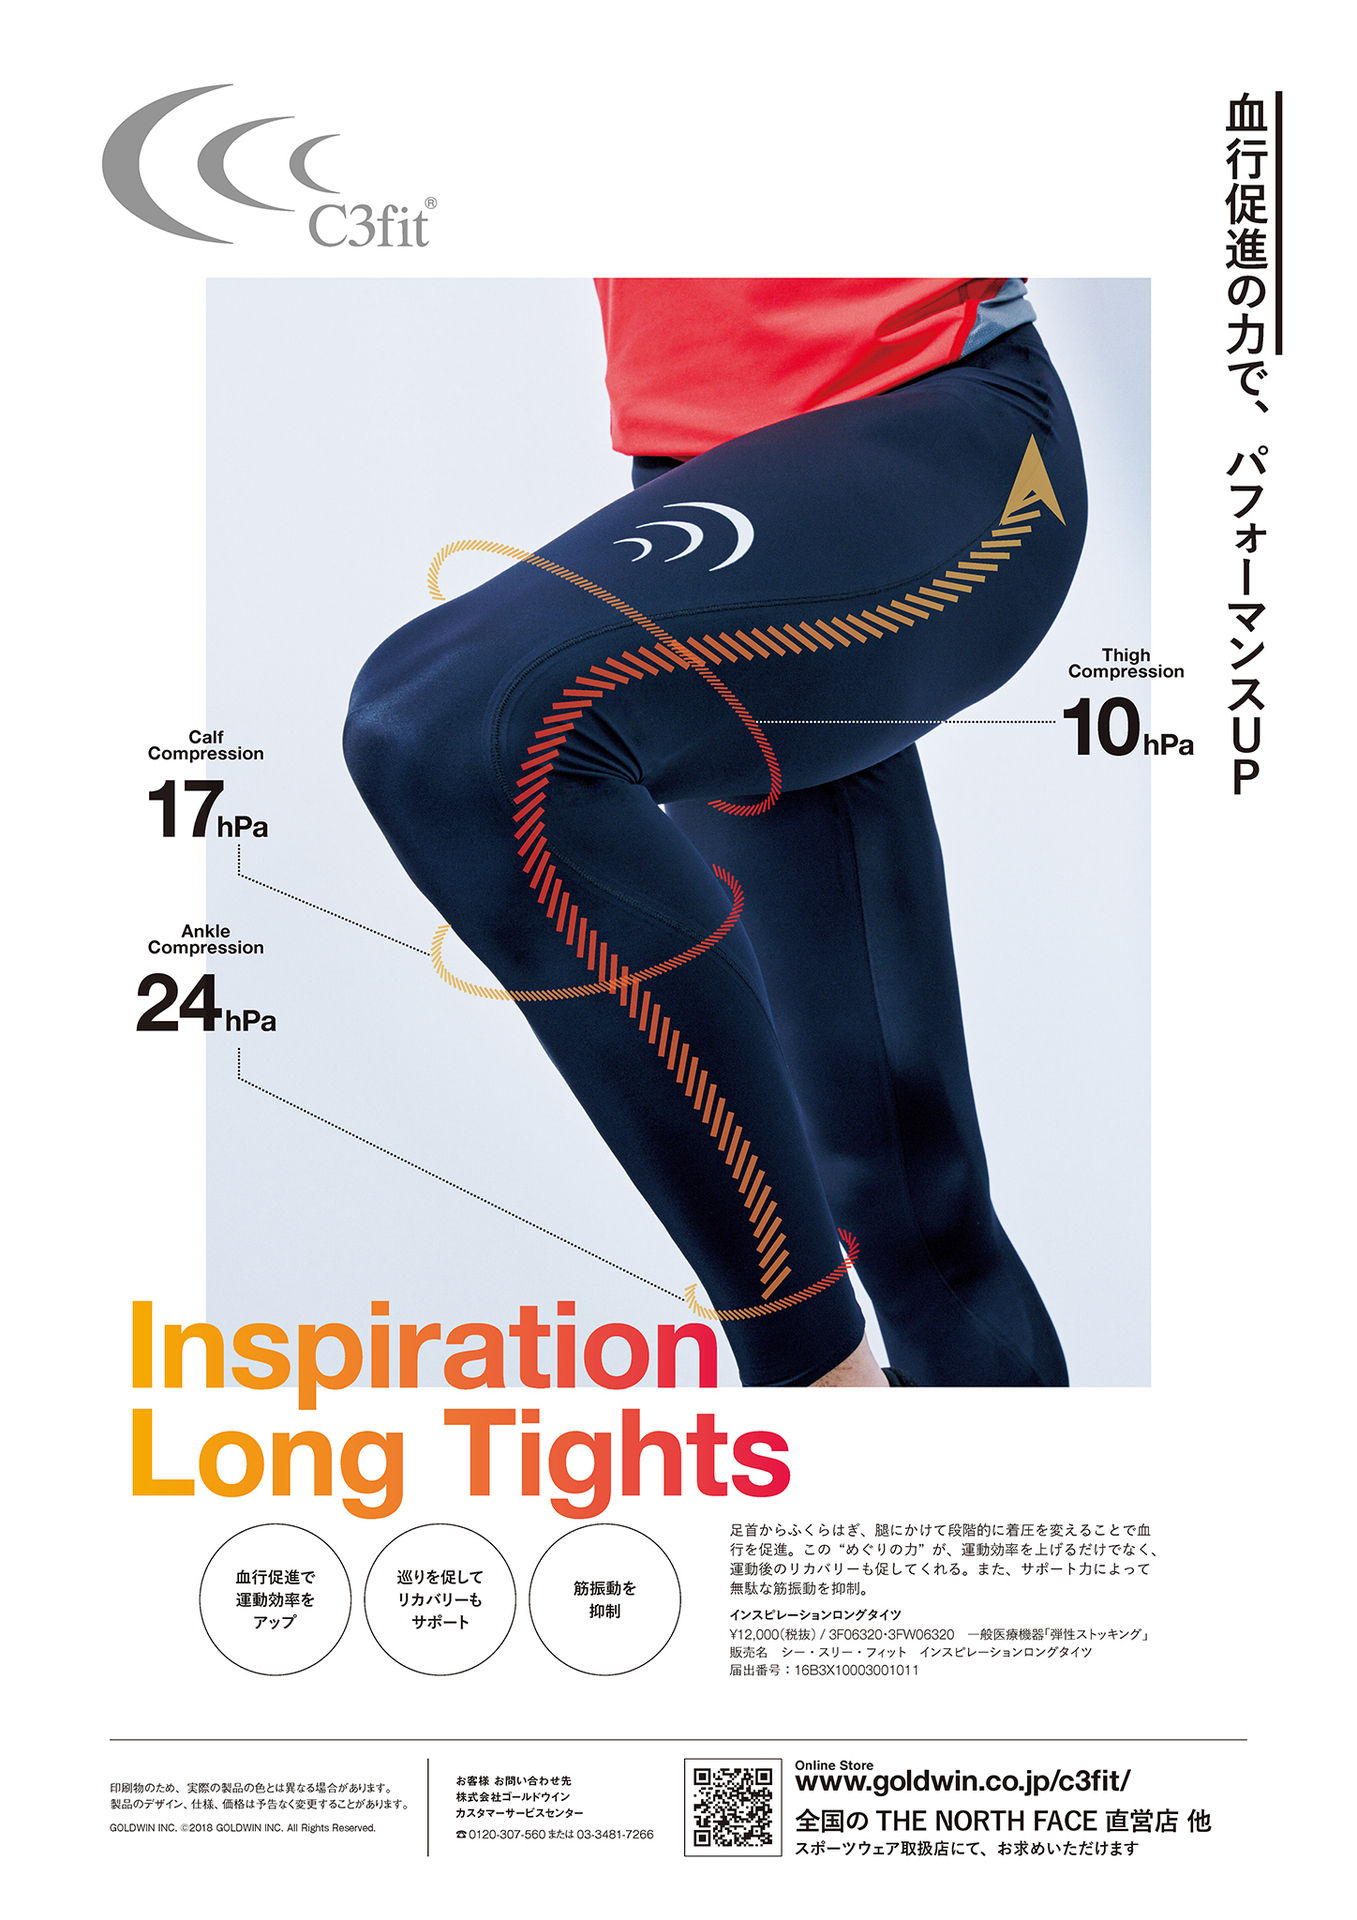 C3fit®
血行促進の力で、パフォーマンスUP
Thigh
Compression
10hPa
Calf
Compression
17hPa
Ankle
Compression
24hPa
Inspiration
Long Tights
血行促進で
運動効率を
アップ
巡りを促して
リカバリーも
サポート
筋振動を
抑制
足首からふくらはぎ、腿にかけて段階的に着圧を変えることで血
行を促進。この“めぐりの力”が、運動効率を上げるだけでなく、
運動後のリカバリーも促してくれる。また、サポート力によって
無駄な筋振動を抑制。
インスピレーションロングタイツ
¥12,000(税抜) / 3F06320・3FW06320　一般医療機器「弾性ストッキング」
販売名　シー・スリー・フィット　インスピレーションロングタイツ
届出番号：16B3X10003001011
印刷物のため、実際の製品の色とは異なる場合があります。
製品のデザイン、仕様、価格は予告なく変更することがあります。
GOLDWIN INC. ©2018 GOLDWIN INC. All Rights Reserved.
お客様 お問い合わせ先
株式会社ゴールドウイン
カスタマーサービスセンター
☎0120-307-560 または 03-3481-7266
Online Store
www.goldwin.co.jp/c3fit/
全国の THE NORTH FACE 直営店 他
スポーツウェア取扱店にて、お求めいただけます